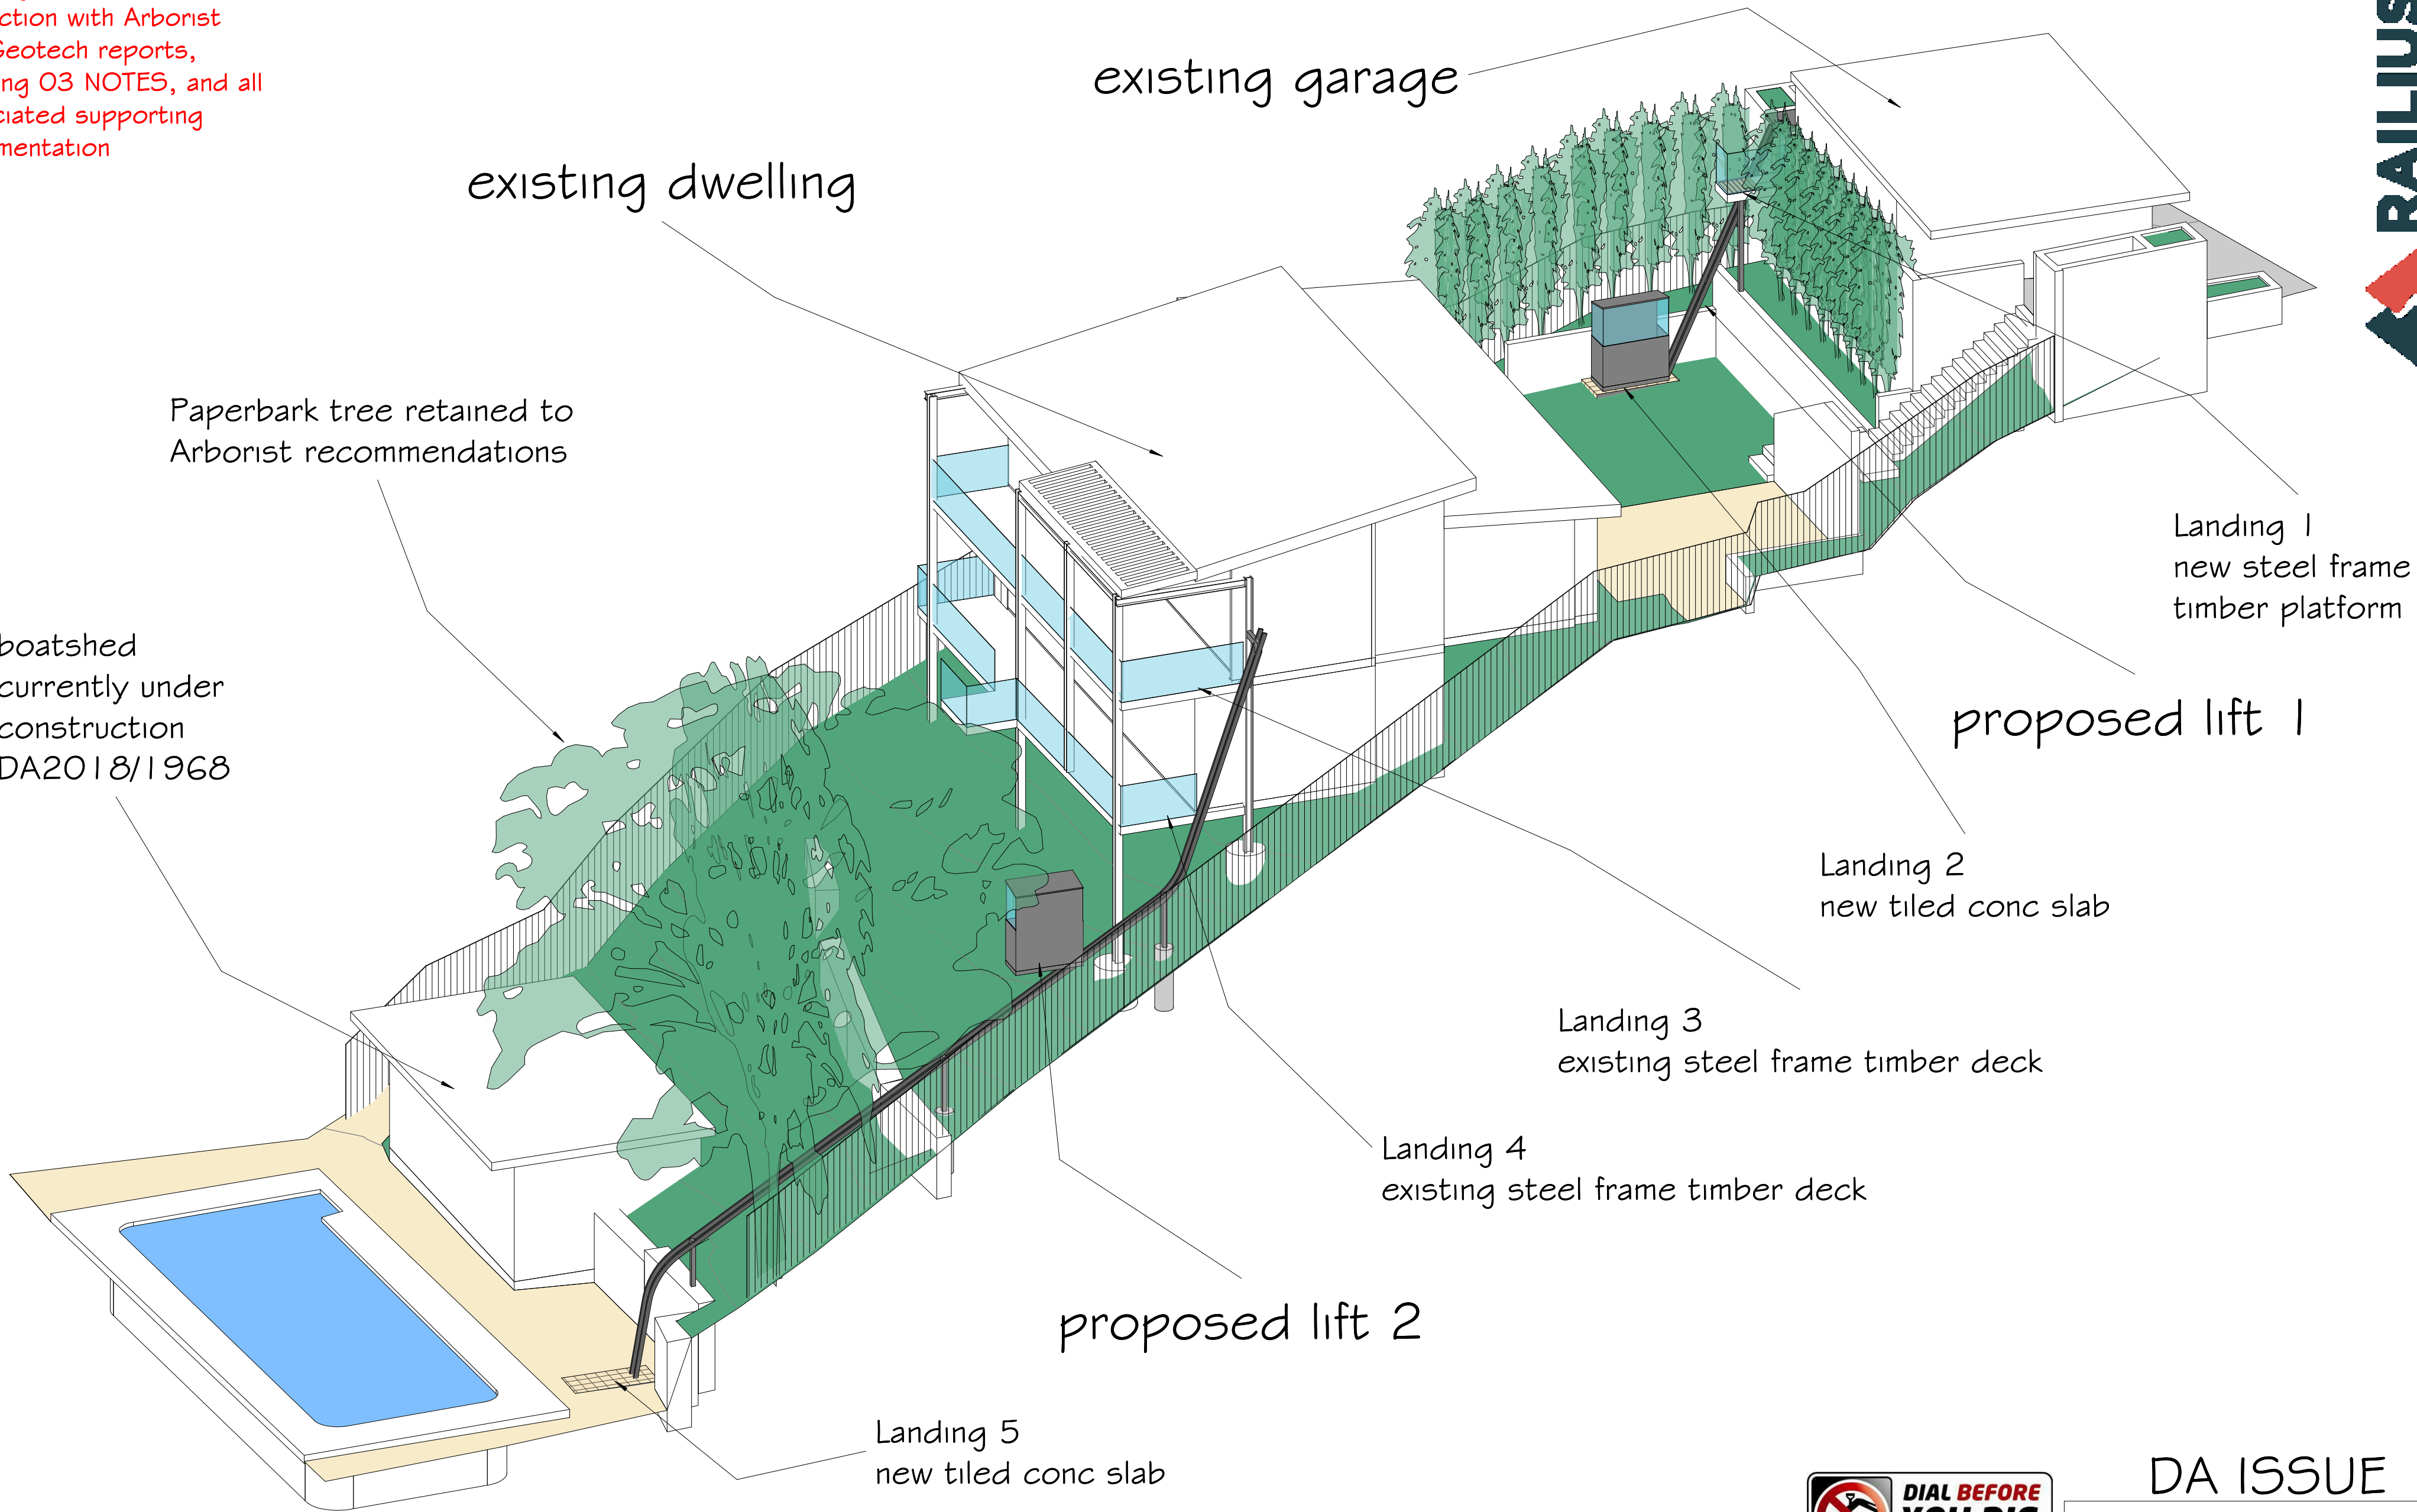 ction with Arborist
Geotech reports,
ng 03 NOTES, and all
ciated supporting
mentation
existing garage
existing dwelling
Paperbark tree retained to
Arborist recommendations
boatshed
currently under
construction
DA2018/1968
Landing 1
new steel frame
timber platform
proposed lift 1
Landing 2
new tiled conc slab
Landing 3
existing steel frame timber deck
Landing 4
existing steel frame timber deck
proposed lift 2
Landing 5
new tiled conc slab
RAILIUS
DIAL BEFORE
YOU DIG
DA ISSUE